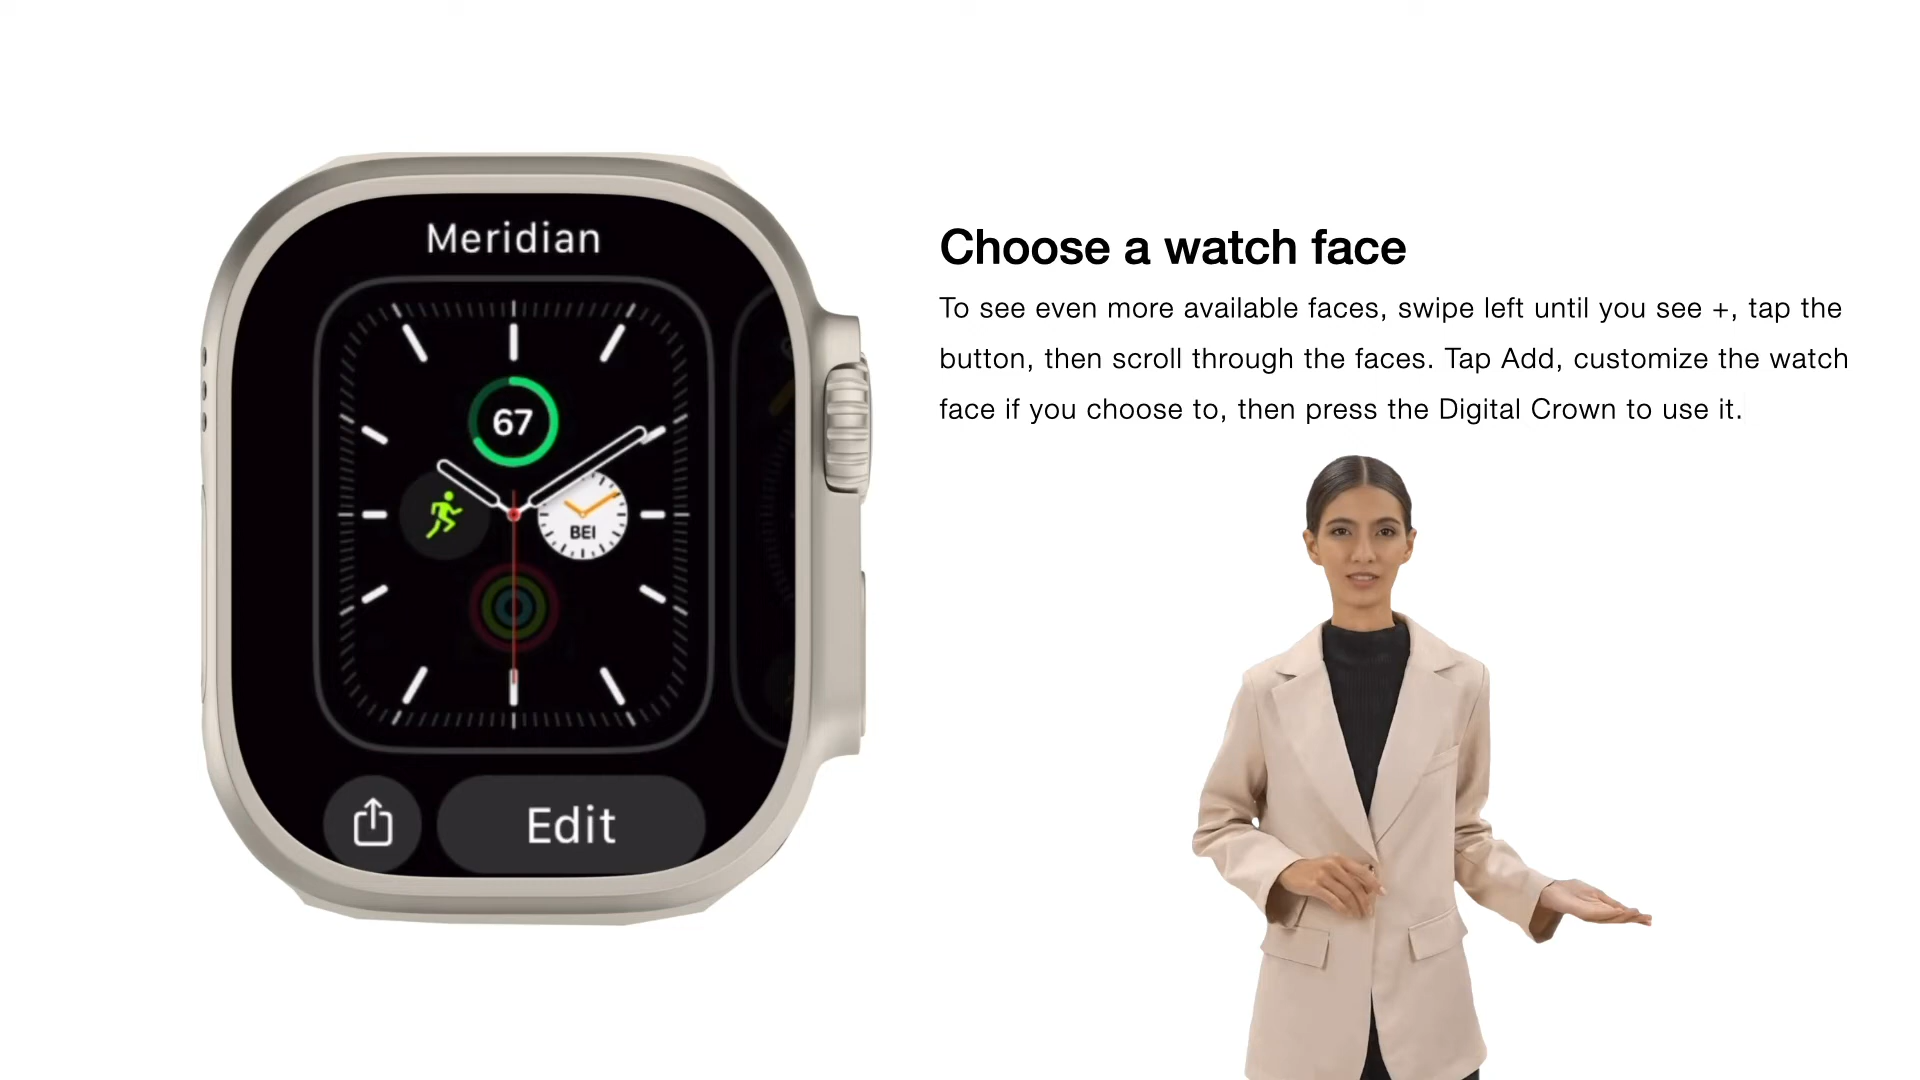 Meridian
67
BEI
Edit
Choose a watch face
To see even more available faces, swipe left until you see +, tap the
button, then scroll through the faces. Tap Add, customize the watch
face if you choose to, then press the Digital Crown to use it.